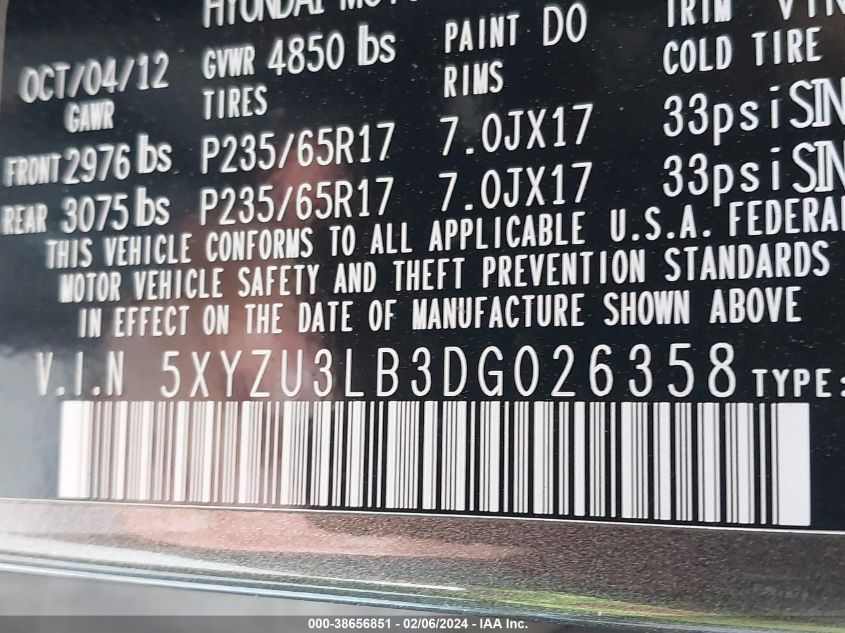 HYUNDAI
OCT/04/12 GVWR 4850 lbs PAINT DO TRIM
GAWR TIRES RIMS COLD TIRE
FRONT 2976 lbs P235/65R17 7.0JX17 33psi
REAR 3075 lbs P235/65R17 7.0JX17 33psi
THIS VEHICLE CONFORMS TO ALL APPLICABLE U.S.A. FEDERAL
MOTOR VEHICLE SAFETY AND THEFT PREVENTION STANDARDS
IN EFFECT ON THE DATE OF MANUFACTURE SHOWN ABOVE
V.I.N 5XYZU3LB3DG026358 TYPE:
000-38656851 - 02/06/2024 - IAA Inc.